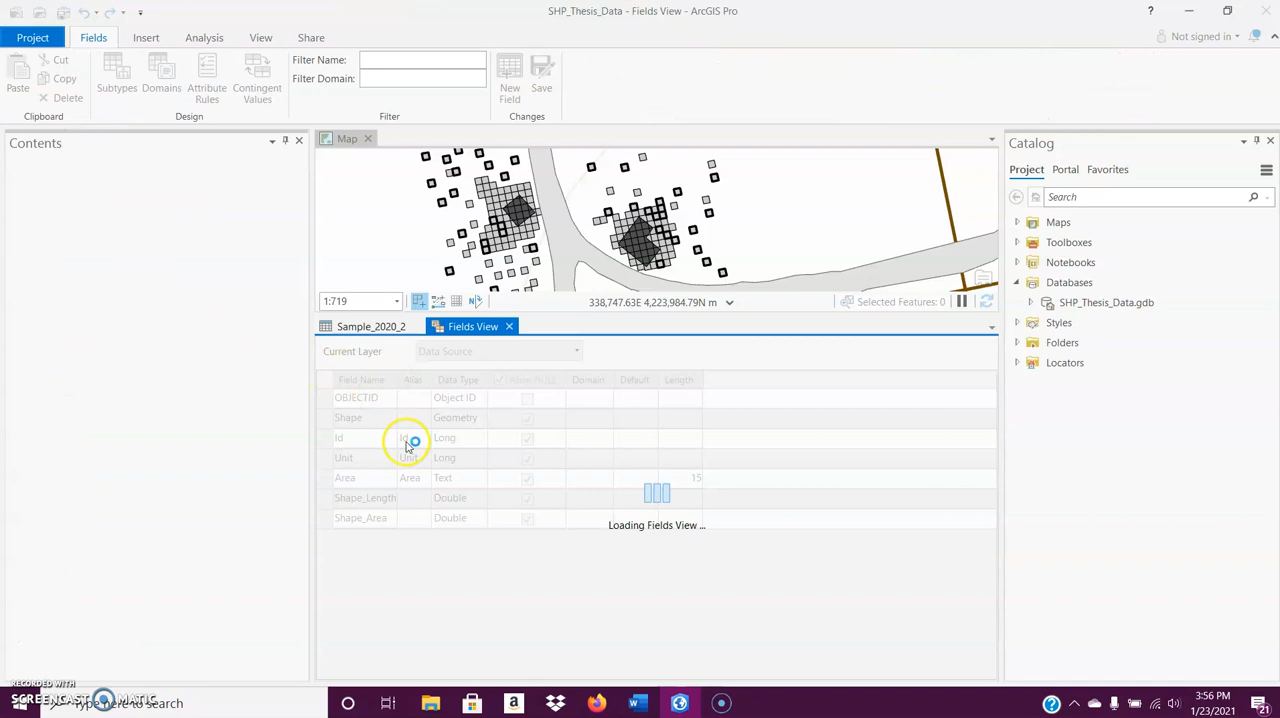 SHP_Thesis_Data - Fields View - ArcGIS Pro
?
Project Fields Insert Analysis View Share
Not signed in
Paste
Cut
Copy
Delete
Clipboard
Subtypes Domains Attribute Rules Contingent Values
Design
Filter Name:
Filter Domain:
Filter
New Field Save
Changes
Contents
Map
Catalog
Project Portal Favorites
Search
Maps
Toolboxes
Notebooks
Databases
SHP_Thesis_Data.gdb
Styles
Folders
Locators
1:719
338,747.63E 4,223,984.79N m
Selected Features: 0
Sample_2020_2 Fields View
Current Layer Data Source
Field Name Alias Data Type Allow NULL Domain Default Length
OBJECTID Object ID
Shape Geometry
Id Id Long
Unit Unit Long
Area Area Text 15
Shape_Length Double
Shape_Area Double
Loading Fields View ...
RECORDED WITH
SCREENCAST MATIC
Type here to search
3:56 PM
1/23/2021
21